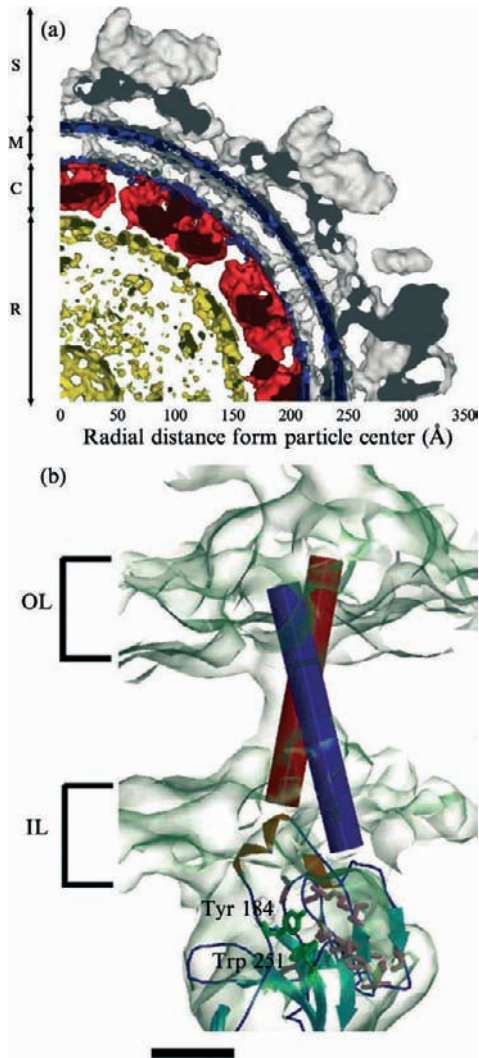 (a)
S
M
C
R
0 50 100 150 200 250 300 350
Radial distance form particle center (Å)
(b)
OL
IL
Tyr 184
Trp 251